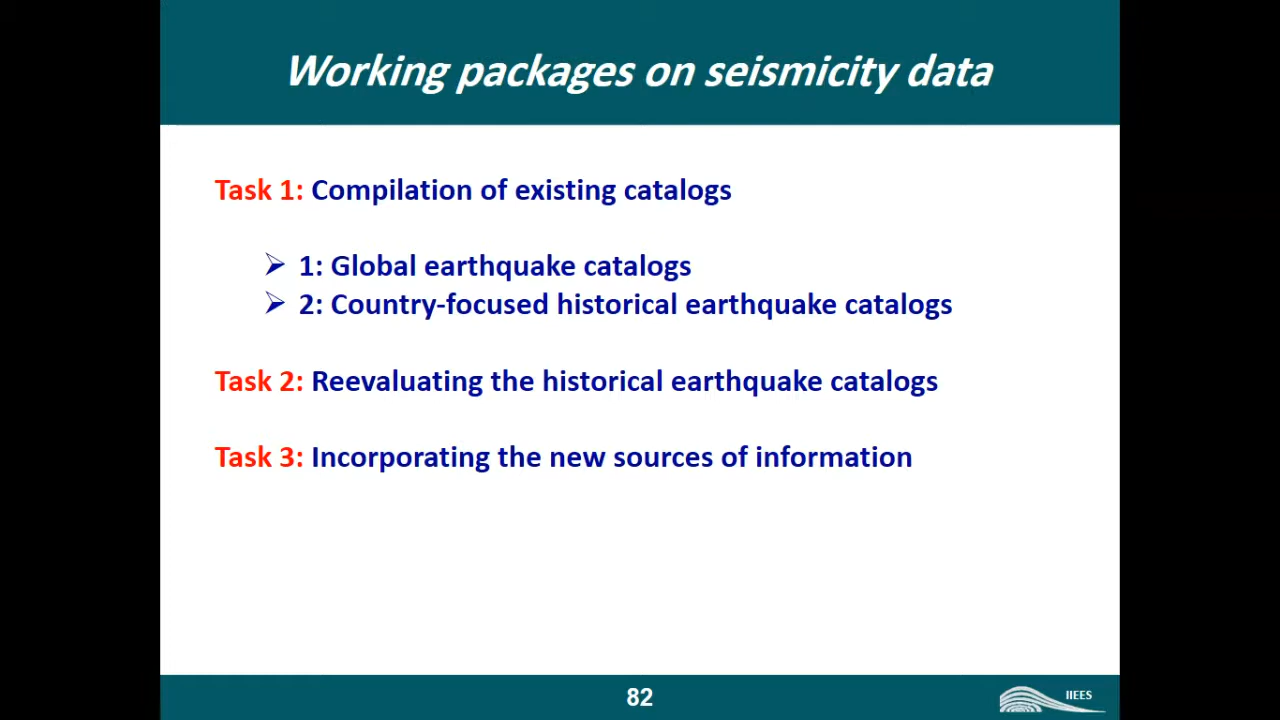 Working packages on seismicity data
Task 1: Compilation of existing catalogs
➢ 1: Global earthquake catalogs
➢ 2: Country-focused historical earthquake catalogs
Task 2: Reevaluating the historical earthquake catalogs
Task 3: Incorporating the new sources of information
82
IIEES